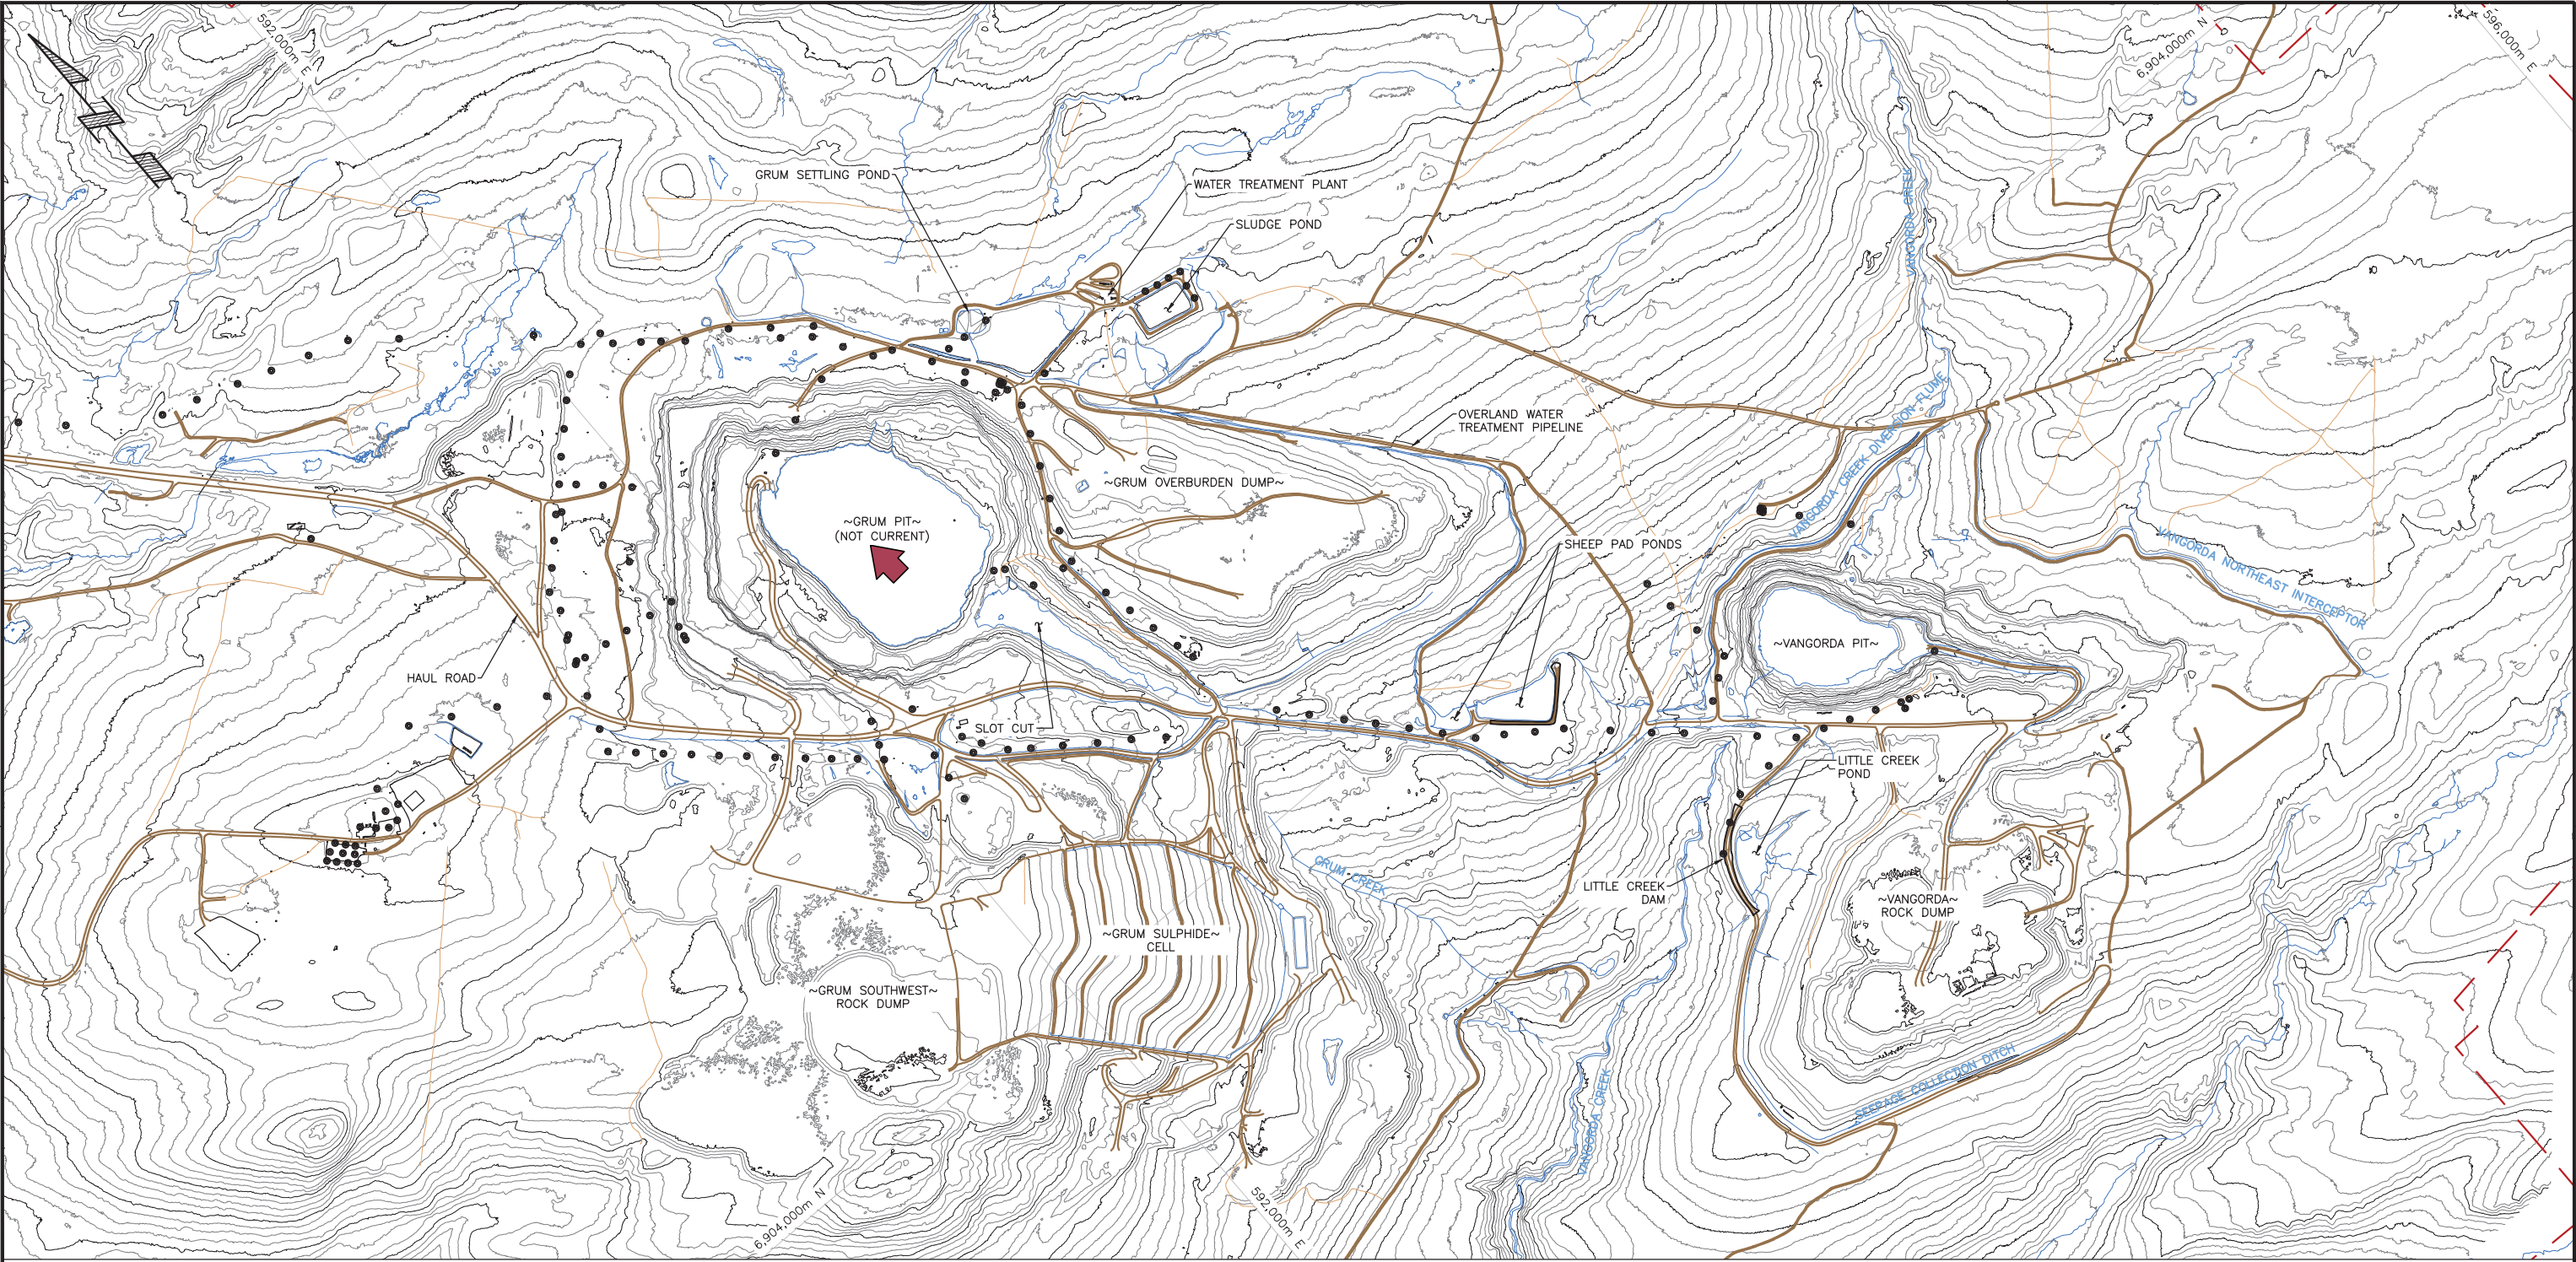 592,000m E
6,904,000m N
596,000m E
GRUM SETTLING POND
WATER TREATMENT PLANT
SLUDGE POND
VANGORDA CREEK
OVERLAND WATER
TREATMENT PIPELINE
VANGORDA CREEK DIVERSION FLUME
~GRUM OVERBURDEN DUMP~
~GRUM PIT~
(NOT CURRENT)
SHEEP PAD PONDS
VANGORDA NORTHEAST INTERCEPTOR
~VANGORDA PIT~
HAUL ROAD
SLOT CUT
LITTLE CREEK
POND
GRUM CREEK
LITTLE CREEK
DAM
~VANGORDA~
ROCK DUMP
~GRUM SULPHIDE~
CELL
~GRUM SOUTHWEST~
ROCK DUMP
SEEPAGE COLLECTION DITCH
VANGORDA CREEK
6,904,000m N
592,000m E